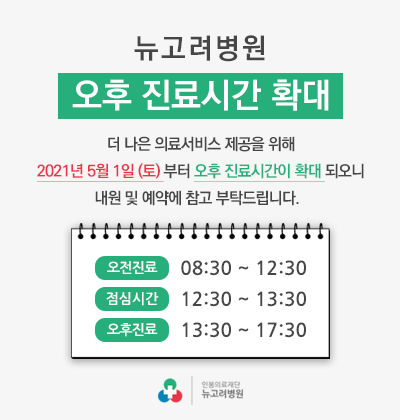 뉴고려병원
오후 진료시간 확대
더 나은 의료서비스 제공을 위해
2021년 5월 1일 (토) 부터 오후 진료시간이 확대 되오니
내원 및 예약에 참고 부탁드립니다.
오전진료 08:30 ~ 12:30
점심시간 12:30 ~ 13:30
오후진료 13:30 ~ 17:30
인봉의료재단
뉴고려병원